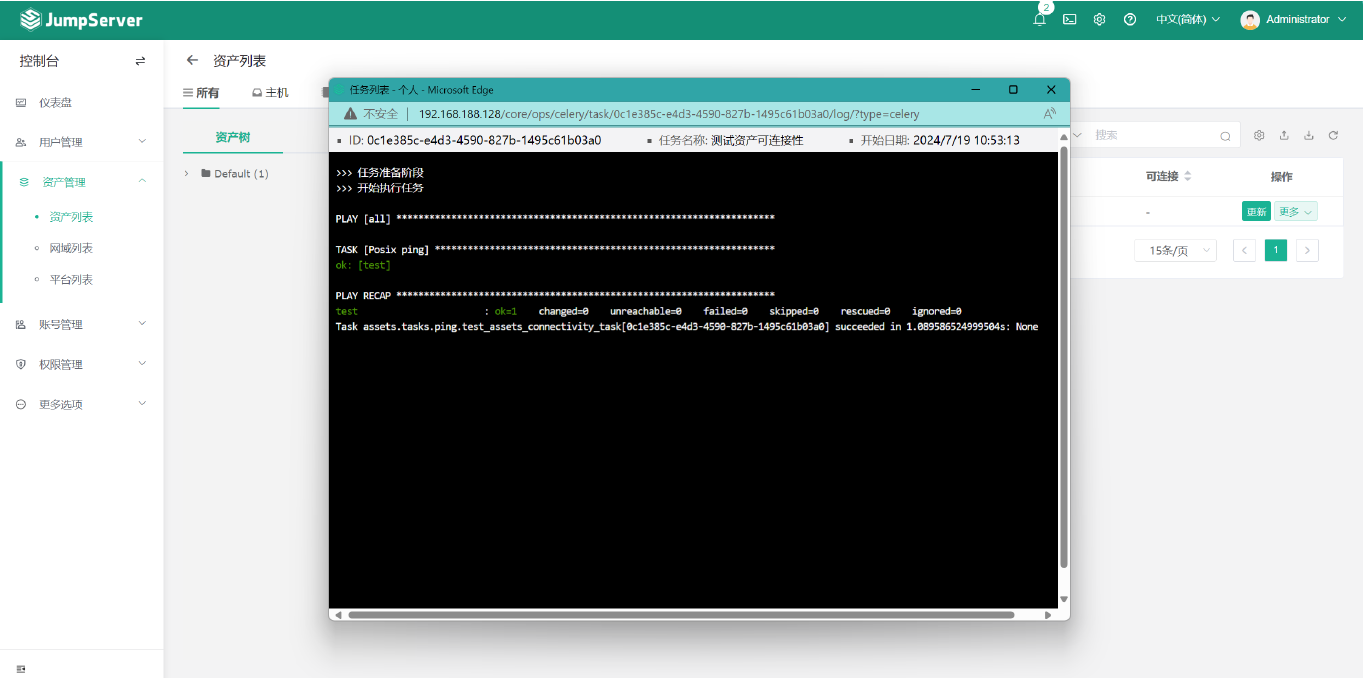 JumpServer
2
中文(简体)
Administrator
控制台
资产列表
仪表盘
用户管理
资产管理
资产列表
网域列表
平台列表
账号管理
权限管理
更多选项
所有
主机
资产树
Default (1)
任务列表 - 个人 - Microsoft Edge
不安全 192.168.188.128/core/ops/celery/task/0c1e385c-e4d3-4590-827b-1495c61b03a0/log/?type=celery
ID: 0c1e385c-e4d3-4590-827b-1495c61b03a0 任务名称: 测试资产可连接性 开始日期: 2024/7/19 10:53:13
>>> 任务准备阶段
>>> 开始执行任务
PLAY [all] *********************************************************************
TASK [Posix ping] **************************************************************
ok: [test]
PLAY RECAP *********************************************************************
test : ok=1 changed=0 unreachable=0 failed=0 skipped=0 rescued=0 ignored=0
Task assets.tasks.ping.test_assets_connectivity_task[0c1e385c-e4d3-4590-827b-1495c61b03a0] succeeded in 1.089586524999504s: None
搜索
可连接 操作
- 更新 更多
15条/页 1